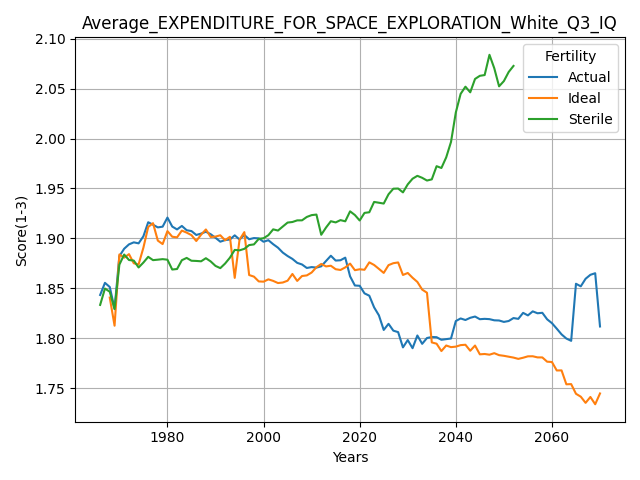 Average_EXPENDITURE_FOR_SPACE_EXPLORATION_White_Q3_IQ
Score(1-3)
2.10
2.05
2.00
1.95
1.90
1.85
1.80
1.75
Fertility
Actual
Ideal
Sterile
1980 2000 2020 2040 2060
Years